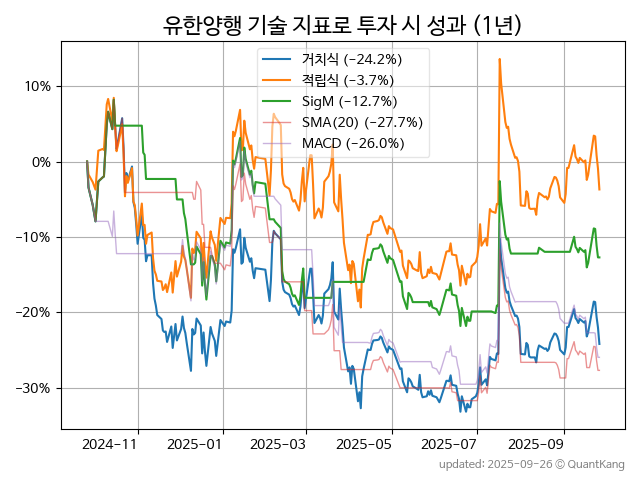 유한양행 기술 지표로 투자 시 성과 (1년)
거치식 (−24.2%)
적립식 (−3.7%)
SigM (−12.7%)
SMA(20) (−27.7%)
MACD (−26.0%)
10%
0%
−10%
−20%
−30%
2024-11
2025-01
2025-03
2025-05
2025-07
2025-09
updated: 2025-09-26 ⓒ QuantKang